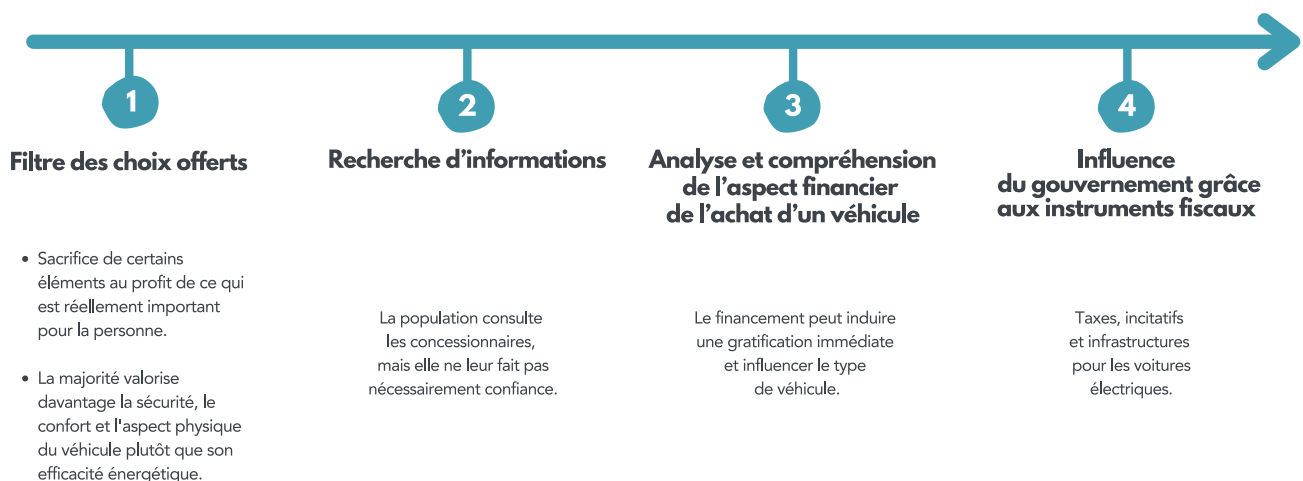 1
Filtre des choix offerts
• Sacrifice de certains
éléments au profit de ce qui
est réellement important
pour la personne.
• La majorité valorise
davantage la sécurité, le
confort et l'aspect physique
du véhicule plutôt que son
efficacité énergétique.
2
Recherche d'informations
La population consulte
les concessionnaires,
mais elle ne leur fait pas
nécessairement confiance.
3
Analyse et compréhension
de l'aspect financier
de l'achat d'un véhicule
Le financement peut induire
une gratification immédiate
et influencer le type
de véhicule.
4
Influence
du gouvernement grâce
aux instruments fiscaux
Taxes, incitatifs
et infrastructures
pour les voitures
électriques.